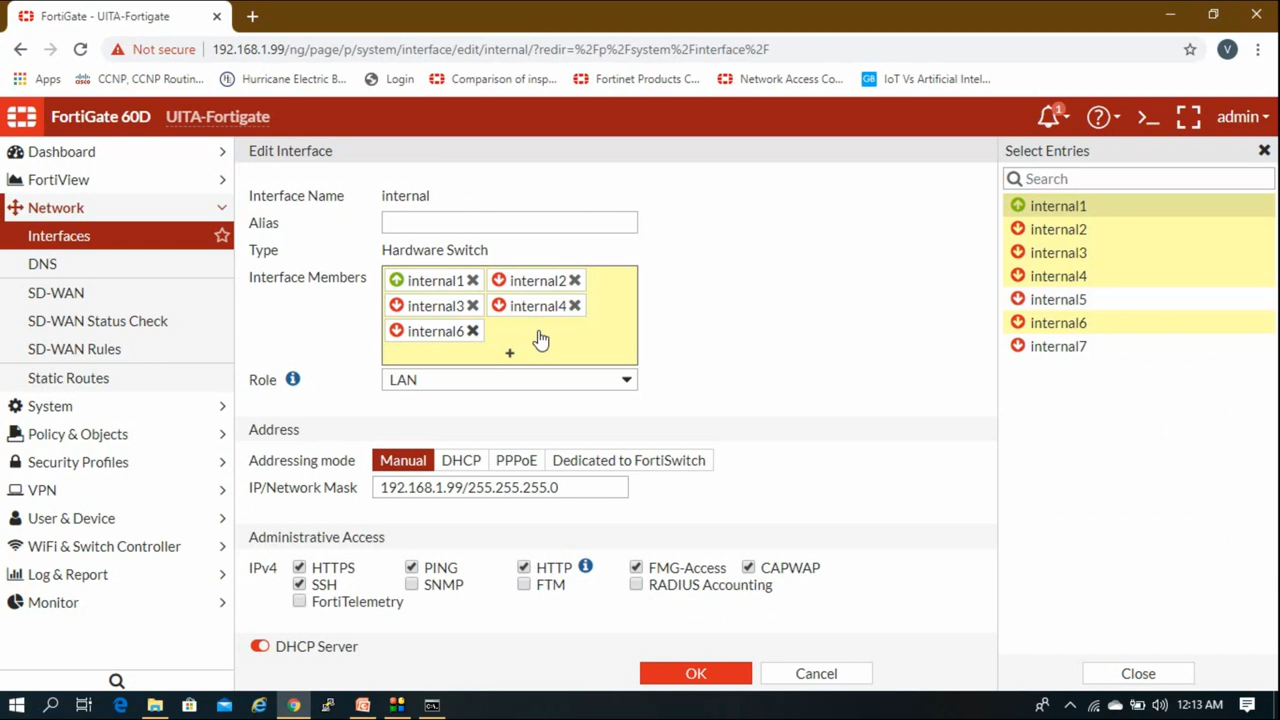 FortiGate - UITA-Fortigate
Not secure 192.168.1.99/ng/page/p/system/interface/edit/internal/?redir=%2Fp%2Fsystem%2Finterface%2F
V
Apps CCNP, CCNP Routin... Hurricane Electric B... Login Comparison of insp... Fortinet Products C... Network Access Co... GB IoT Vs Artificial Intel...
FortiGate 60D UITA-Fortigate 1 admin
Dashboard
FortiView
Network
Interfaces
DNS
SD-WAN
SD-WAN Status Check
SD-WAN Rules
Static Routes
System
Policy & Objects
Security Profiles
VPN
User & Device
WiFi & Switch Controller
Log & Report
Monitor
Edit Interface
Interface Name internal
Alias
Type Hardware Switch
Interface Members internal1 internal2
internal3 internal4
internal6
Role LAN
Address
Addressing mode Manual DHCP PPPoE Dedicated to FortiSwitch
IP/Network Mask 192.168.1.99/255.255.255.0
Administrative Access
IPv4 HTTPS PING HTTP FMG-Access CAPWAP
SSH SNMP FTM RADIUS Accounting
FortiTelemetry
DHCP Server
OK Cancel
Select Entries
Search
internal1
internal2
internal3
internal4
internal5
internal6
internal7
Close
12:13 AM